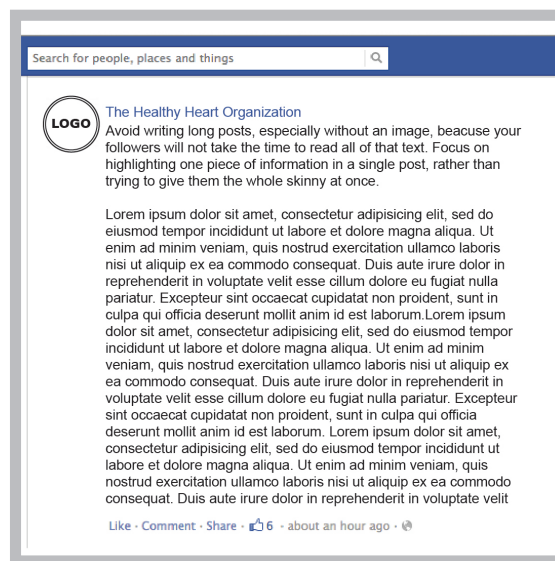 Search for people, places and things
LOGO
The Healthy Heart Organization
Avoid writing long posts, especially without an image, beacuse your
followers will not take the time to read all of that text. Focus on
highlighting one piece of information in a single post, rather than
trying to give them the whole skinny at once.
Lorem ipsum dolor sit amet, consectetur adipisicing elit, sed do
eiusmod tempor incididunt ut labore et dolore magna aliqua. Ut
enim ad minim veniam, quis nostrud exercitation ullamco laboris
nisi ut aliquip ex ea commodo consequat. Duis aute irure dolor in
reprehenderit in voluptate velit esse cillum dolore eu fugiat nulla
pariatur. Excepteur sint occaecat cupidatat non proident, sunt in
culpa qui officia deserunt mollit anim id est laborum.Lorem ipsum
dolor sit amet, consectetur adipisicing elit, sed do eiusmod tempor
incididunt ut labore et dolore magna aliqua. Ut enim ad minim
veniam, quis nostrud exercitation ullamco laboris nisi ut aliquip ex
ea commodo consequat. Duis aute irure dolor in reprehenderit in
voluptate velit esse cillum dolore eu fugiat nulla pariatur. Excepteur
sint occaecat cupidatat non proident, sunt in culpa qui officia
deserunt mollit anim id est laborum. Lorem ipsum dolor sit amet,
consectetur adipisicing elit, sed do eiusmod tempor incididunt ut
labore et dolore magna aliqua. Ut enim ad minim veniam, quis
nostrud exercitation ullamco laboris nisi ut aliquip ex ea commodo
consequat. Duis aute irure dolor in reprehenderit in voluptate velit
Like · Comment · Share · 6 · about an hour ago ·